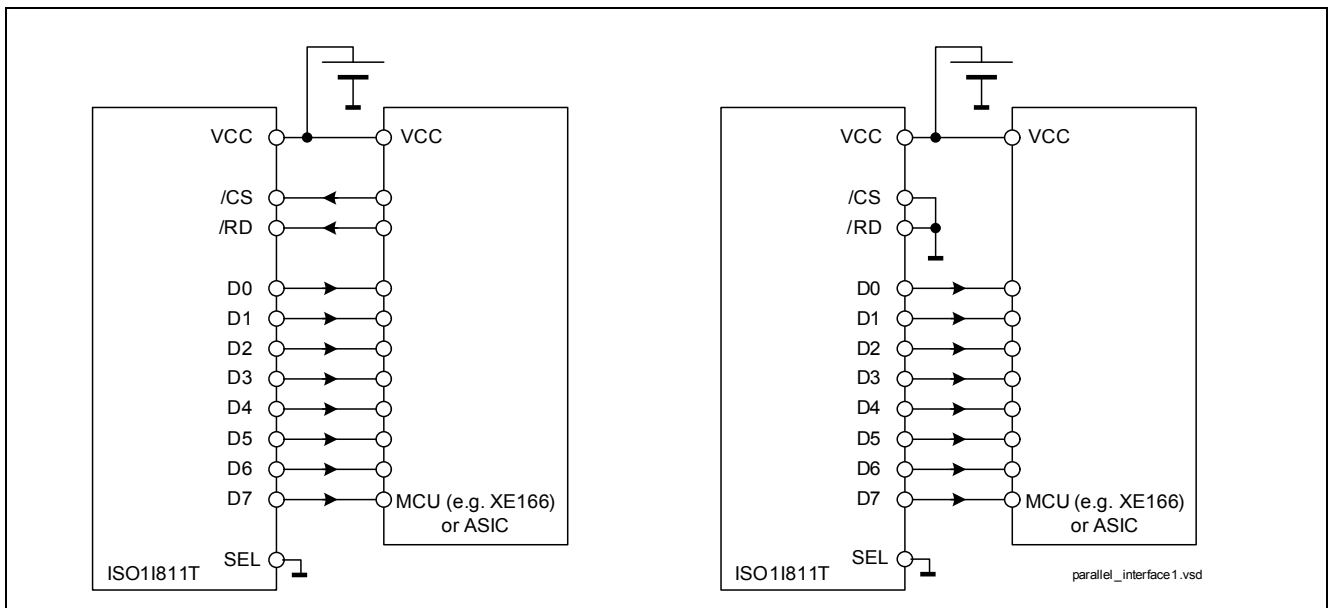 VCC
VCC
/CS
/RD
D0
D1
D2
D3
D4
D5
D6
D7
MCU (e.g. XE166)
or ASIC
SEL
ISO1I811T
VCC
VCC
/CS
/RD
D0
D1
D2
D3
D4
D5
D6
D7
MCU (e.g. XE166)
or ASIC
SEL
ISO1I811T
parallel_interface1.vsd